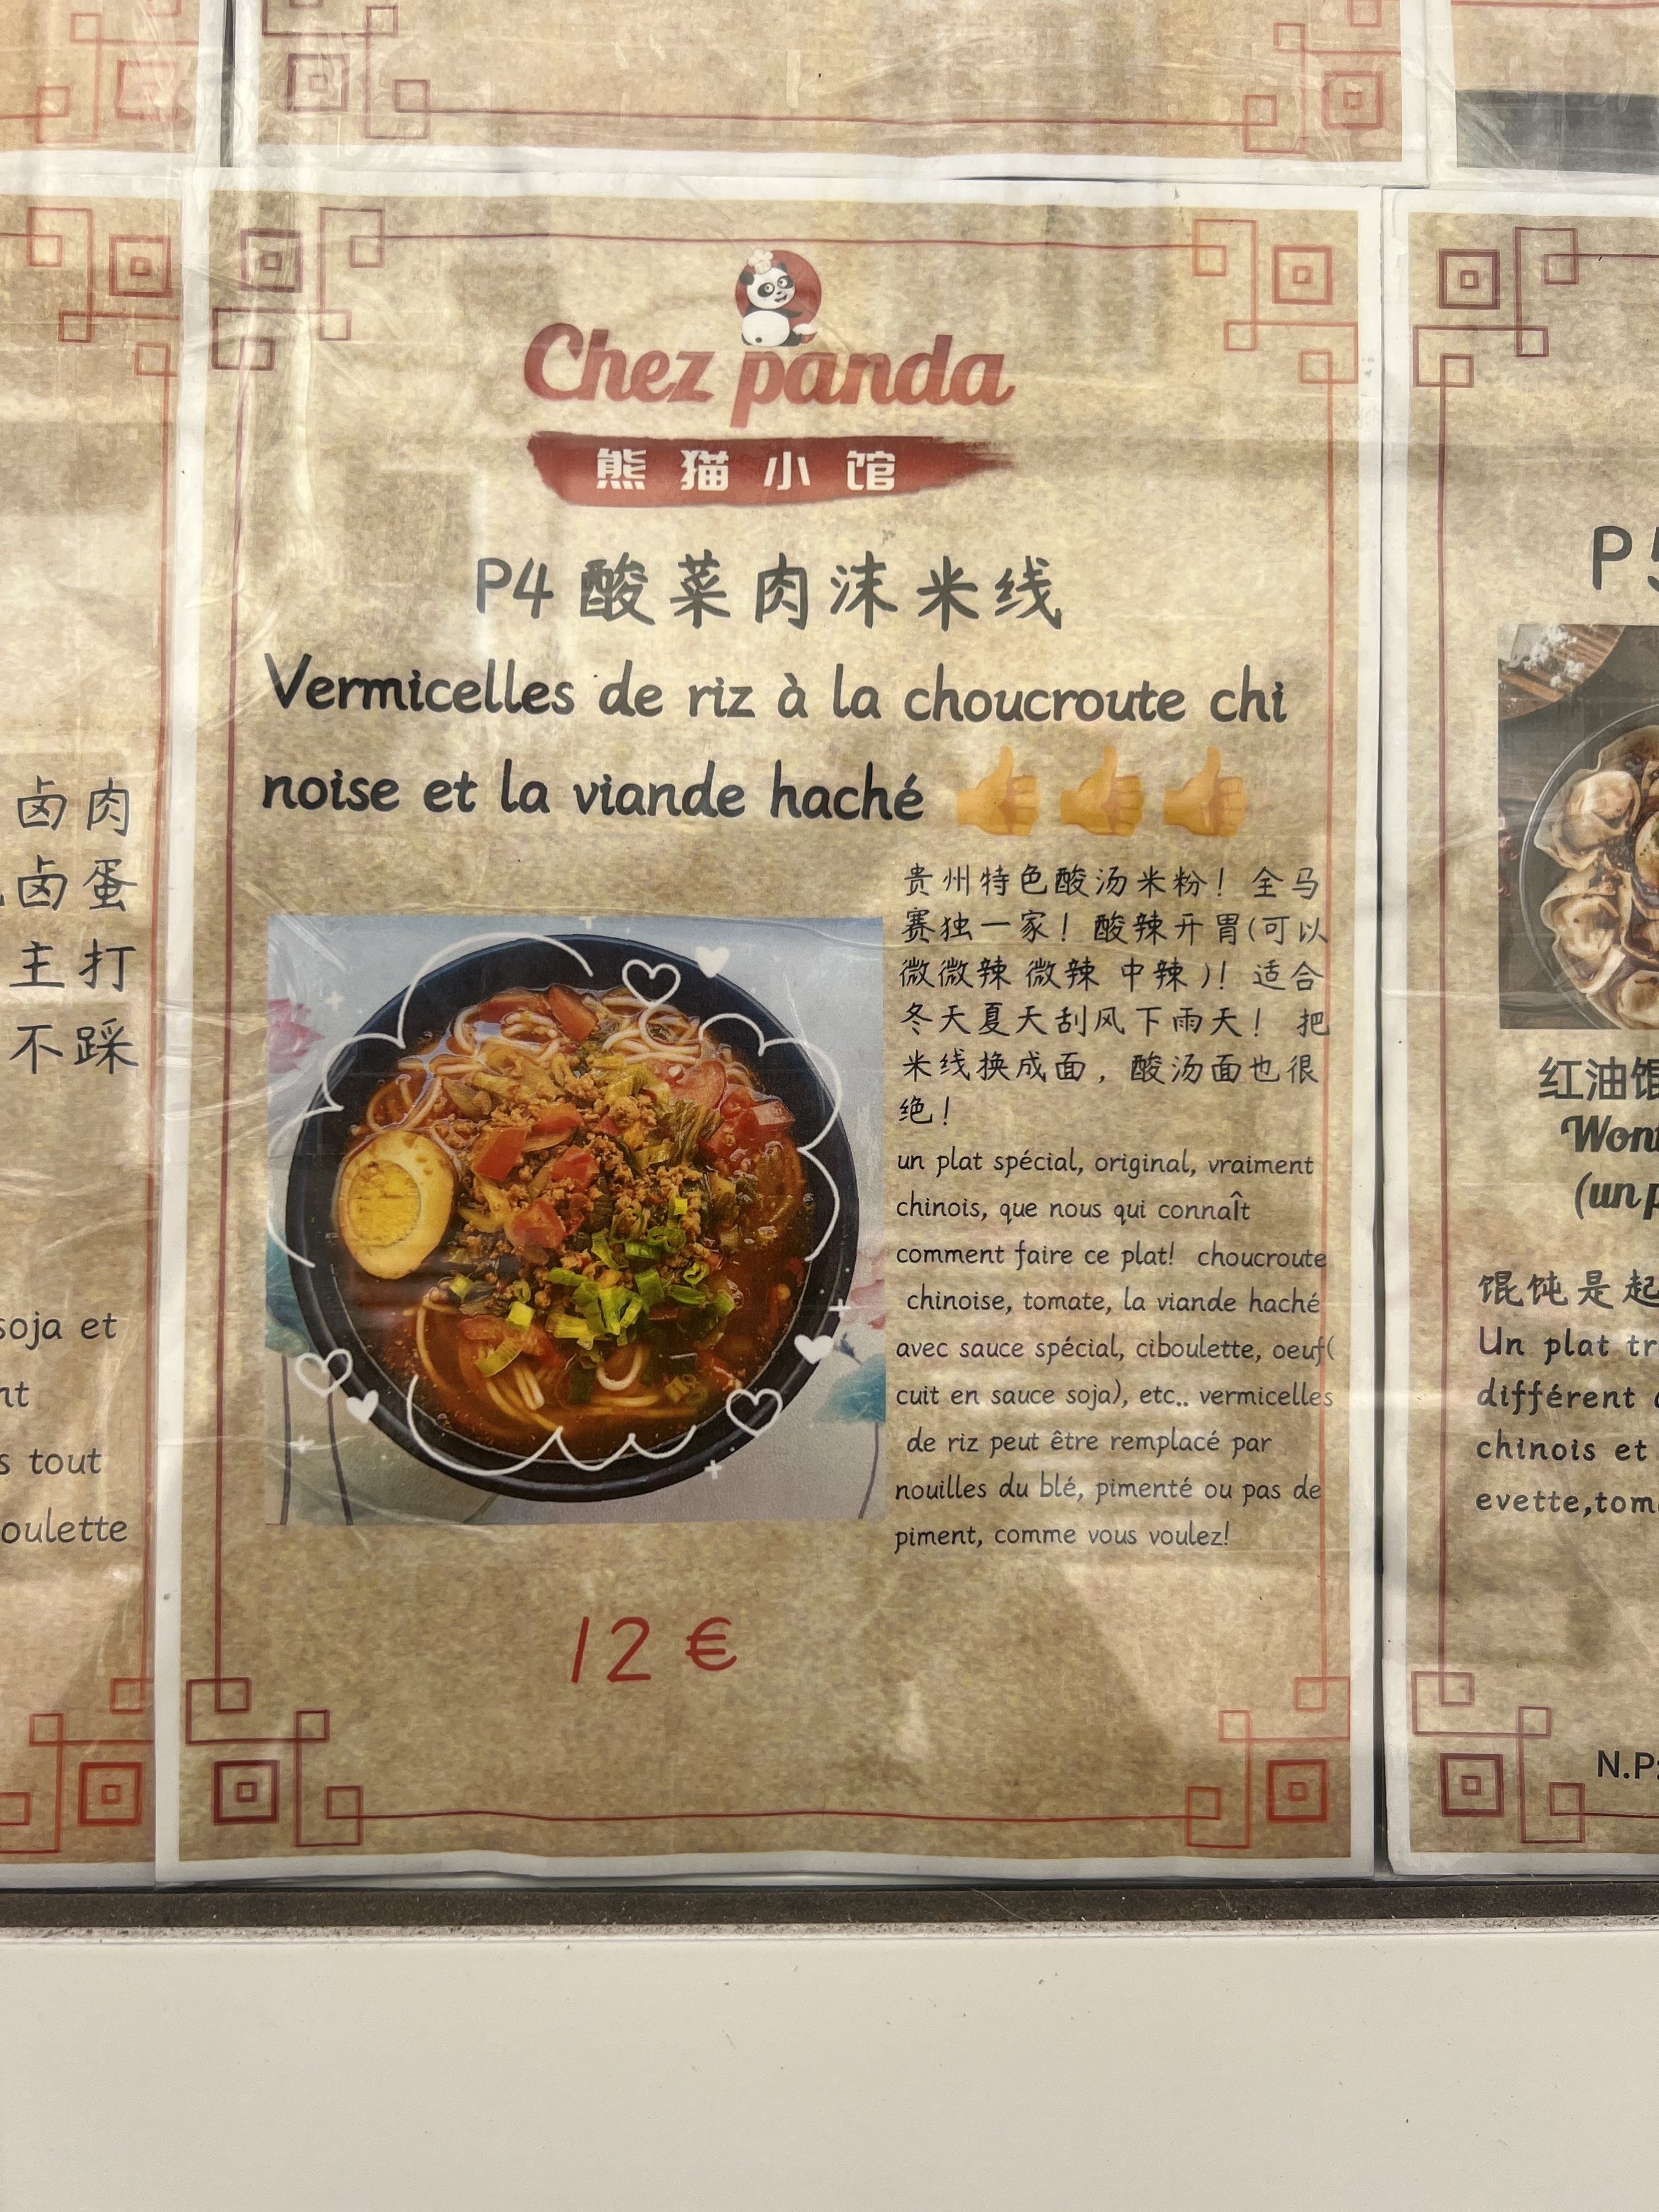 Chez panda
熊猫小馆
P4 酸菜肉沫米线
Vermicelles de riz à la choucroute chi
noise et la viande haché 👍👍👍
贵州特色酸汤米粉！全马
赛独一家！酸辣开胃(可以
微微辣 微辣 中辣)！适合
冬天夏天刮风下雨天！ 把
米线换成面，酸汤面也很
绝！
un plat spécial, original, vraiment
chinois, que nous qui connaît
comment faire ce plat! choucroute
chinoise, tomate, la viande haché
avec sauce spécial, ciboulette, oeuf(
cuit en sauce soja), etc.. vermicelles
de riz peut être remplacé par
nouilles du blé, pimenté ou pas de
piment, comme vous voulez!
12 €
卤肉
卤蛋
主打
不踩
soja et
nt
s tout
oulette
P5
红油馄
Wont
(un p
馄饨是起
Un plat tr
différent
chinois et
evette,tom
N.P: